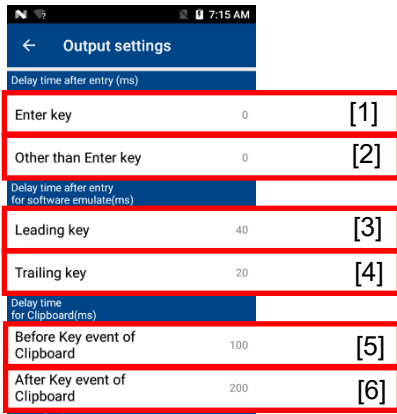 7:15 AM
Output settings
Delay time after entry (ms)
Enter key 0 [1]
Other than Enter key 0 [2]
Delay time after entry
for software emulate(ms)
Leading key 40 [3]
Trailing key 20 [4]
Delay time
for Clipboard(ms)
Before Key event of
Clipboard 100 [5]
After Key event of
Clipboard 200 [6]